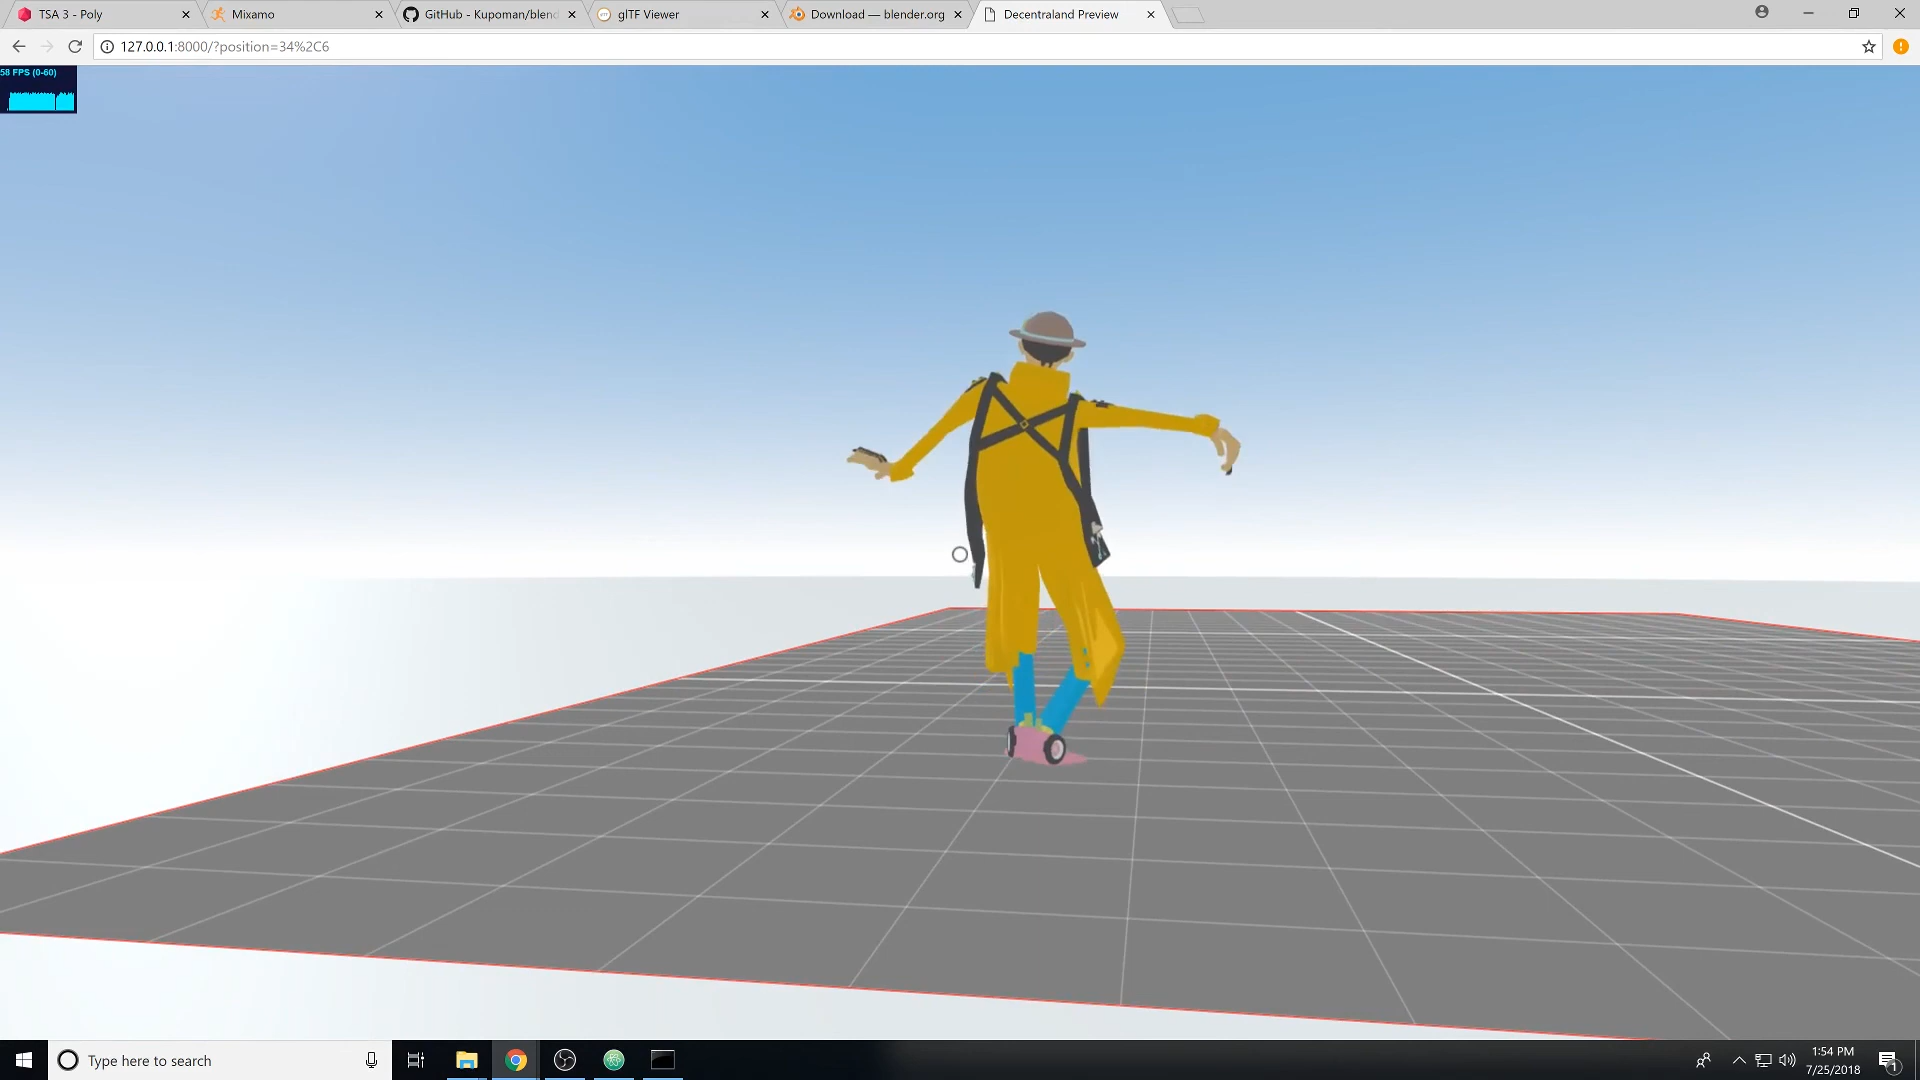 TSA 3 - Poly
Mixamo
GitHub - Kupoman/blend
glTF Viewer
Download — blender.org
Decentraland Preview
127.0.0.1:8000/?position=34%2C6
58 FPS (0-60)
Type here to search
1:54 PM
7/25/2018
1